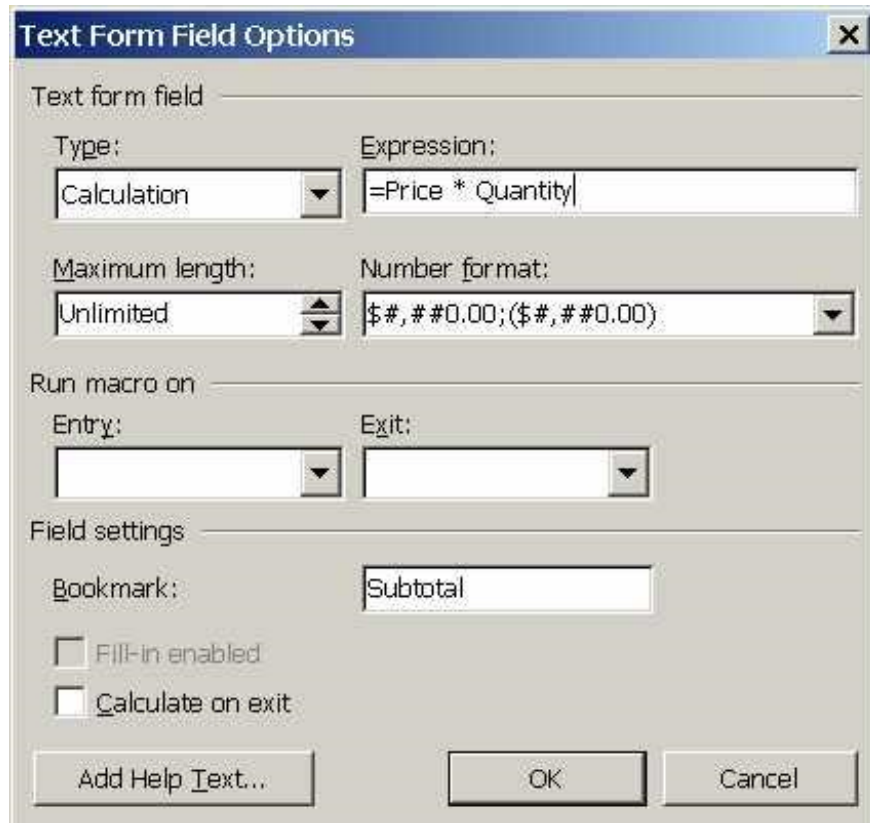 Text Form Field Options
Text form field
Type: Expression:
Calculation =Price * Quantity
Maximum length: Number format:
Unlimited $#,##0.00;($#,##0.00)
Run macro on
Entry: Exit:
Field settings
Bookmark: Subtotal
Fill-in enabled
Calculate on exit
Add Help Text... OK Cancel